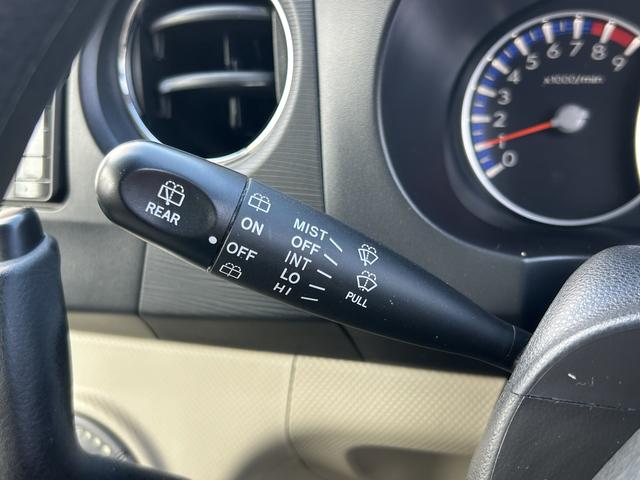 REAR
ON
OFF
MIST
OFF
INT
LO
HI
PULL
0
1
2
3
4
5
6
7
8
9
x1000/min